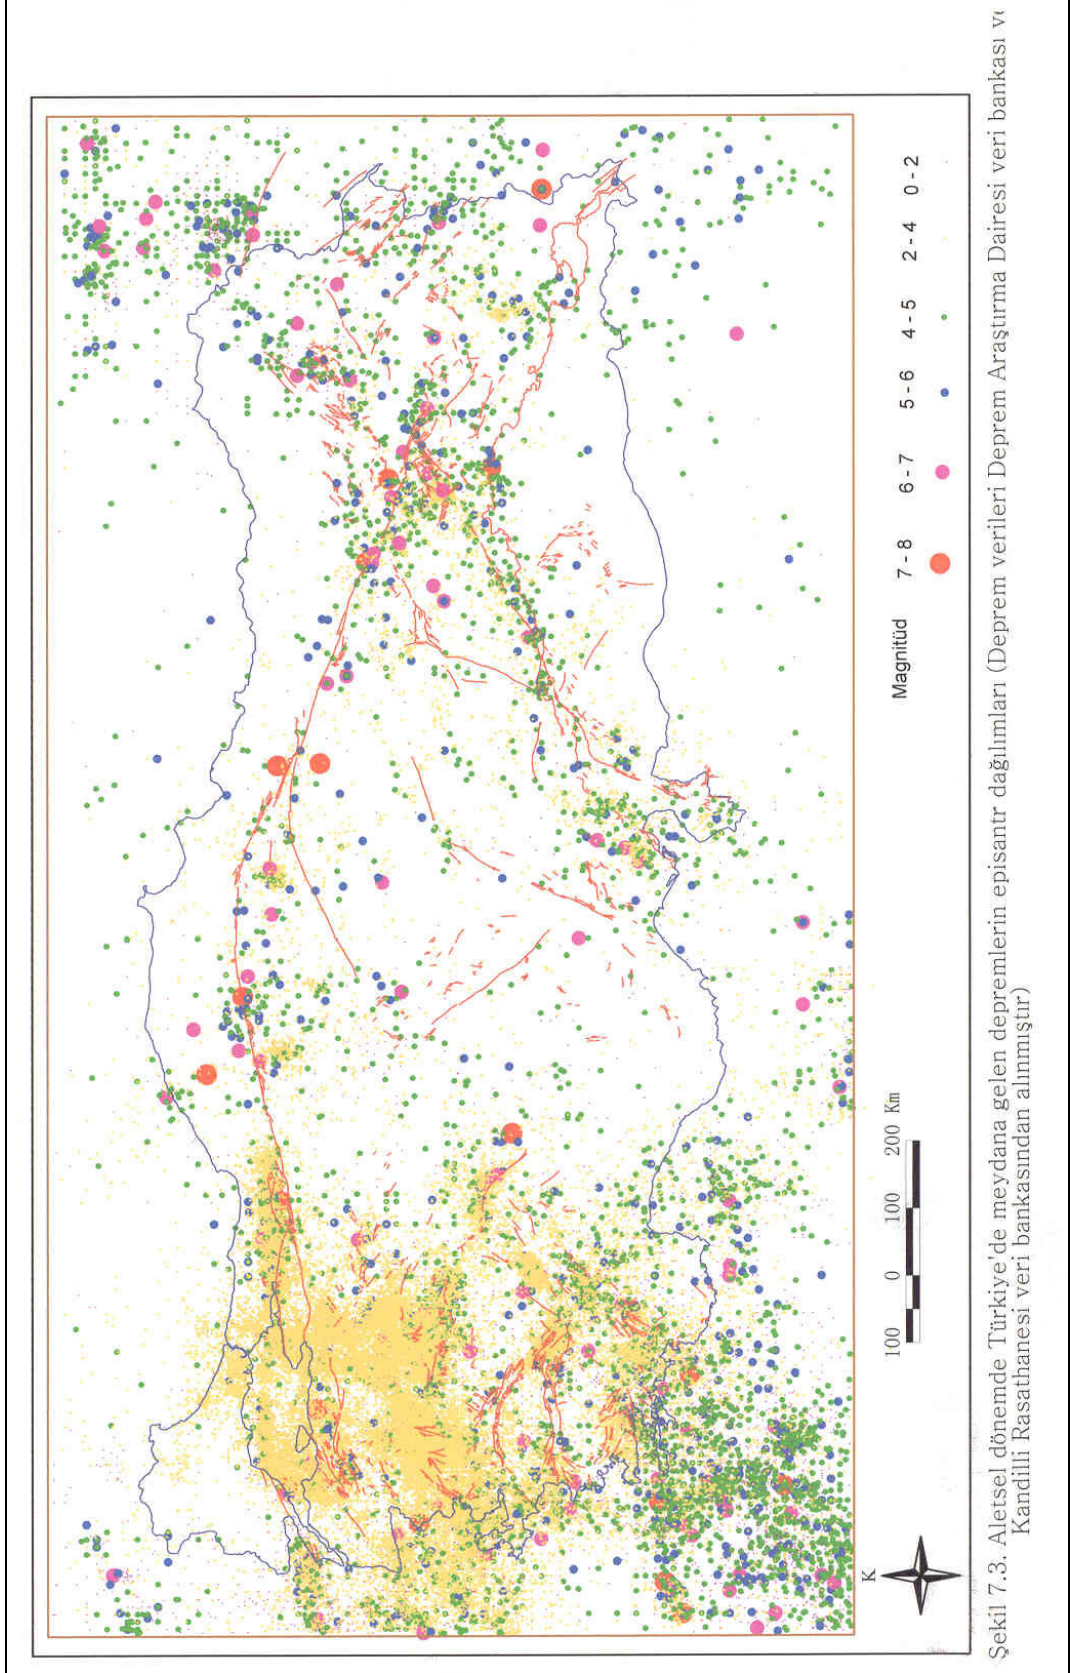 Magnitüd 7 - 8 6 - 7 5 - 6 4 - 5 2 - 4 0 - 2
K
100 0 100 200 Km
Şekil 7.3. Aletsel dönemde Türkiye'de meydana gelen depremlerin episantr dağılımları (Deprem verileri Deprem Araştırma Dairesi veri bankası ve
Kandilli Rasathanesi veri bankasından alınmıştır)